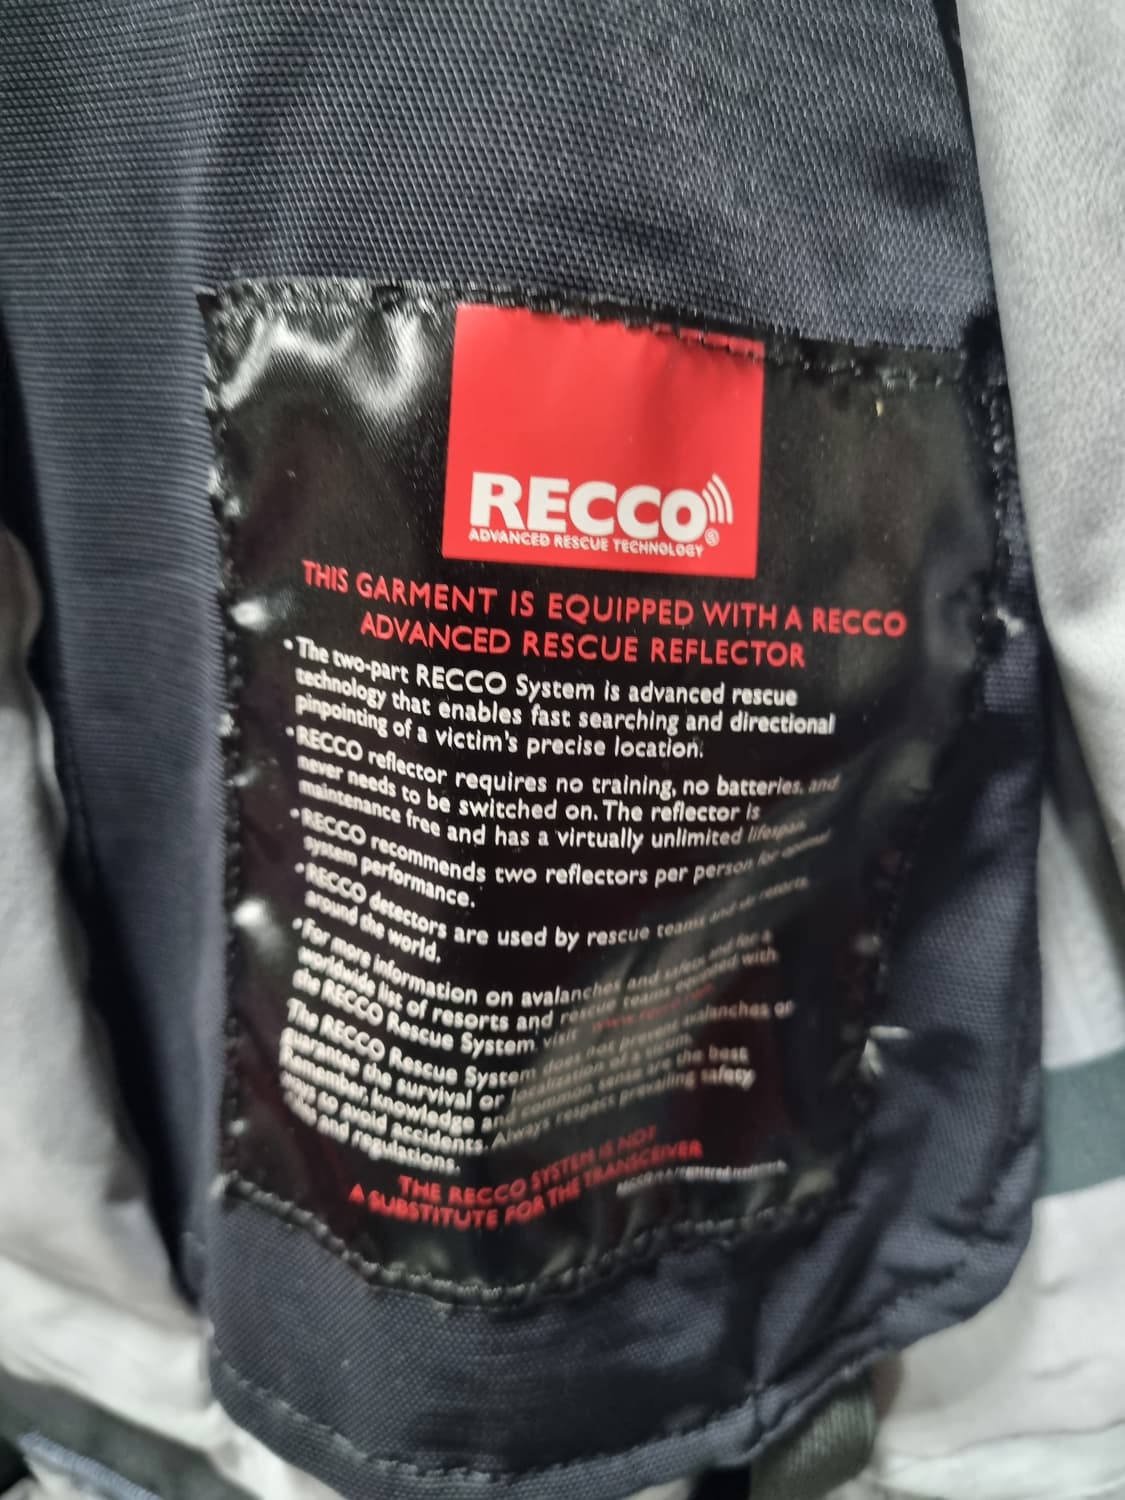 RECCO®
ADVANCED RESCUE TECHNOLOGY
THIS GARMENT IS EQUIPPED WITH A RECCO
ADVANCED RESCUE REFLECTOR
• The two-part RECCO System is advanced rescue
technology that enables fast searching and directional
pinpointing of a victim's precise location.
• RECCO reflector requires no training, no batteries, and
never needs to be switched on. The reflector is
maintenance free and has a virtually unlimited lifespan.
• RECCO recommends two reflectors per person for optimal
system performance.
• RECCO detectors are used by rescue teams and ski resorts
around the world.
• For more information on avalanches and safety and for a
worldwide list of resorts and rescue teams equipped with
the RECCO Rescue System, visit www.recco.com
The RECCO Rescue System does not prevent avalanches or
guarantee the survival or localization of a victim.
Remember, knowledge and common sense are the best
ways to avoid accidents. Always respect prevailing safety
rules and regulations.
THE RECCO SYSTEM IS NOT
A SUBSTITUTE FOR THE TRANSCEIVER
RECCO is a registered trademark